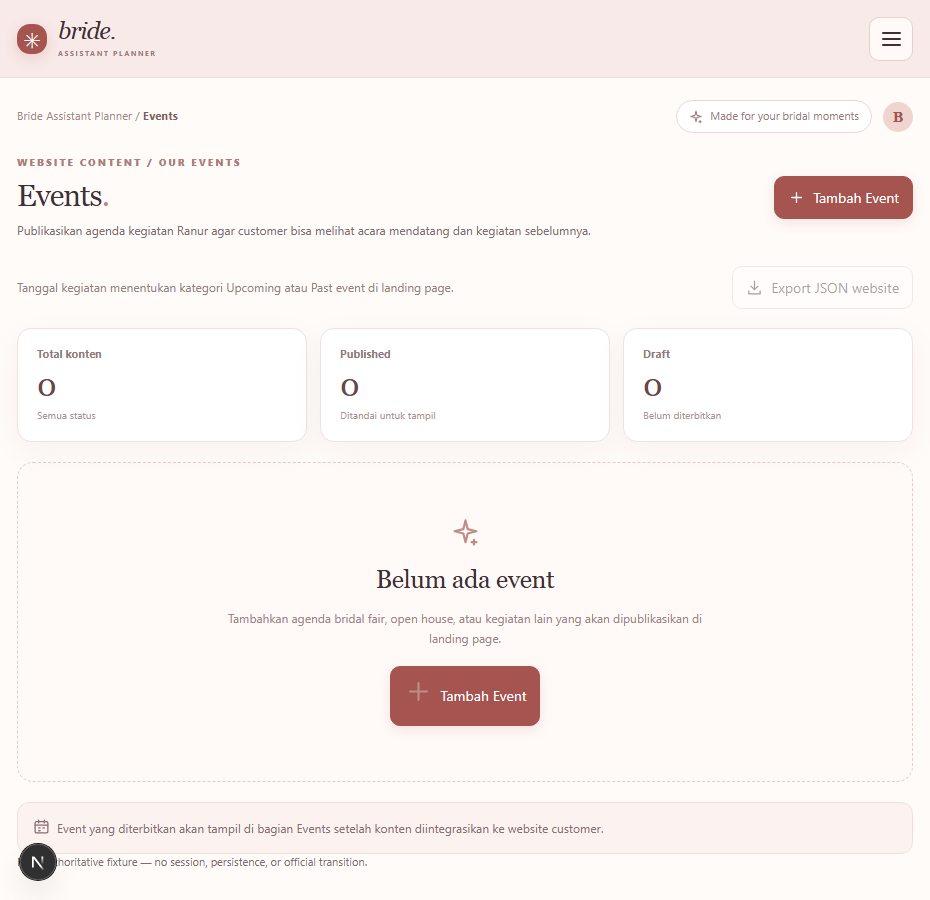 bride.
ASSISTANT PLANNER
Bride Assistant Planner / Events
Made for your bridal moments
B
WEBSITE CONTENT / OUR EVENTS
Events.
Tambah Event
Publikasikan agenda kegiatan Ranur agar customer bisa melihat acara mendatang dan kegiatan sebelumnya.
Tanggal kegiatan menentukan kategori Upcoming atau Past event di landing page.
Export JSON website
Total konten
0
Semua status
Published
0
Ditandai untuk tampil
Draft
0
Belum diterbitkan
Belum ada event
Tambahkan agenda bridal fair, open house, atau kegiatan lain yang akan dipublikasikan di
landing page.
Tambah Event
Event yang diterbitkan akan tampil di bagian Events setelah konten diintegrasikan ke website customer.
N
fixture — no session, persistence, or official transition.